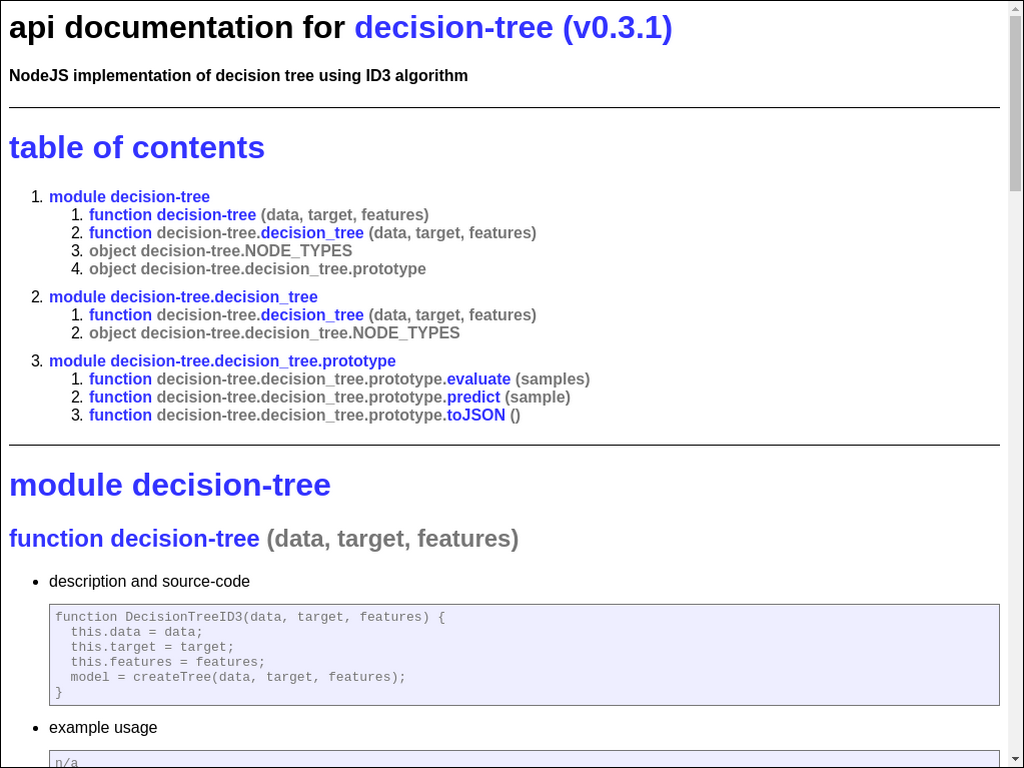 api documentation for decision-tree (v0.3.1)
NodeJS implementation of decision tree using ID3 algorithm
table of contents
1. module decision-tree
1. function decision-tree (data, target, features)
2. function decision-tree.decision_tree (data, target, features)
3. object decision-tree.NODE_TYPES
4. object decision-tree.decision_tree.prototype
2. module decision-tree.decision_tree
1. function decision-tree.decision_tree (data, target, features)
2. object decision-tree.decision_tree.NODE_TYPES
3. module decision-tree.decision_tree.prototype
1. function decision-tree.decision_tree.prototype.evaluate (samples)
2. function decision-tree.decision_tree.prototype.predict (sample)
3. function decision-tree.decision_tree.prototype.toJSON ()
module decision-tree
function decision-tree (data, target, features)
• description and source-code
function DecisionTreeID3(data, target, features) {
  this.data = data;
  this.target = target;
  this.features = features;
  model = createTree(data, target, features);
}
• example usage
n/a